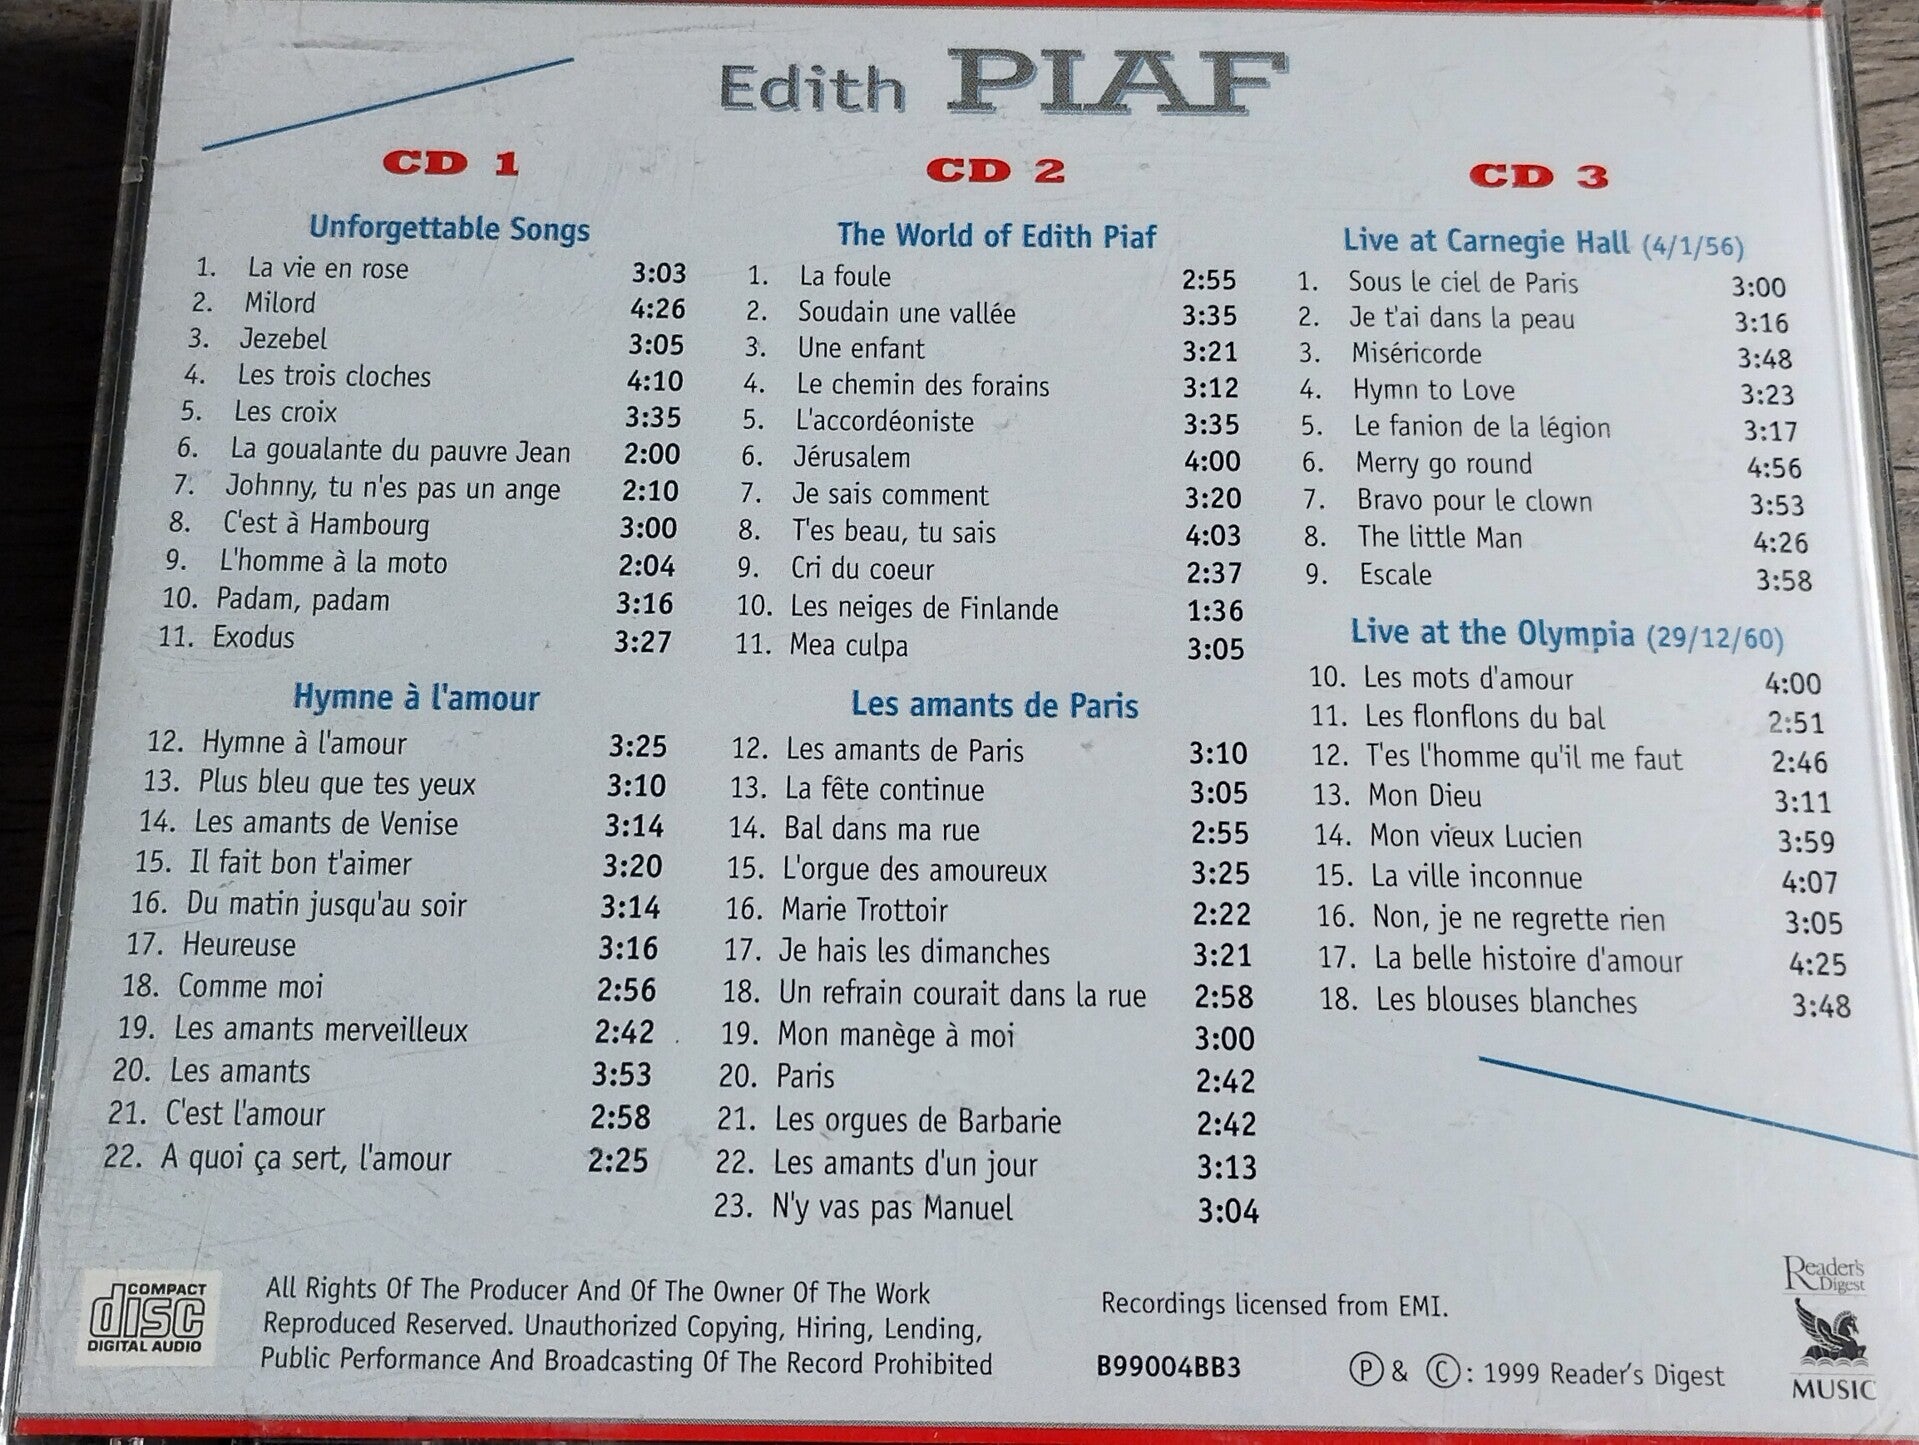 Edith PIAF
CD 1
Unforgettable Songs
1. La vie en rose 3:03
2. Milord 4:26
3. Jezebel 3:05
4. Les trois cloches 4:10
5. Les croix 3:35
6. La goualante du pauvre Jean 2:00
7. Johnny, tu n'es pas un ange 2:10
8. C'est à Hambourg 3:00
9. L'homme à la moto 2:04
10. Padam, padam 3:16
11. Exodus 3:27
Hymne à l'amour
12. Hymne à l'amour 3:25
13. Plus bleu que tes yeux 3:10
14. Les amants de Venise 3:14
15. Il fait bon t'aimer 3:20
16. Du matin jusqu'au soir 3:14
17. Heureuse 3:16
18. Comme moi 2:56
19. Les amants merveilleux 2:42
20. Les amants 3:53
21. C'est l'amour 2:58
22. A quoi ça sert, l'amour 2:25
CD 2
The World of Edith Piaf
1. La foule 2:55
2. Soudain une vallée 3:35
3. Une enfant 3:21
4. Le chemin des forains 3:12
5. L'accordéoniste 3:35
6. Jérusalem 4:00
7. Je sais comment 3:20
8. T'es beau, tu sais 4:03
9. Cri du coeur 2:37
10. Les neiges de Finlande 1:36
11. Mea culpa 3:05
Les amants de Paris
12. Les amants de Paris 3:10
13. La fête continue 3:05
14. Bal dans ma rue 2:55
15. L'orgue des amoureux 3:25
16. Marie Trottoir 2:22
17. Je hais les dimanches 3:21
18. Un refrain courait dans la rue 2:58
19. Mon manège à moi 3:00
20. Paris 2:42
21. Les orgues de Barbarie 2:42
22. Les amants d'un jour 3:13
23. N'y vas pas Manuel 3:04
CD 3
Live at Carnegie Hall (4/1/56)
1. Sous le ciel de Paris 3:00
2. Je t'ai dans la peau 3:16
3. Miséricorde 3:48
4. Hymn to Love 3:23
5. Le fanion de la légion 3:17
6. Merry go round 4:56
7. Bravo pour le clown 3:53
8. The little Man 4:26
9. Escale 3:58
Live at the Olympia (29/12/60)
10. Les mots d'amour 4:00
11. Les flonflons du bal 2:51
12. T'es l'homme qu'il me faut 2:46
13. Mon Dieu 3:11
14. Mon vieux Lucien 3:59
15. La ville inconnue 4:07
16. Non, je ne regrette rien 3:05
17. La belle histoire d'amour 4:25
18. Les blouses blanches 3:48
COMPACT
disc
DIGITAL AUDIO
All Rights Of The Producer And Of The Owner Of The Work
Reproduced Reserved. Unauthorized Copying, Hiring, Lending,
Public Performance And Broadcasting Of The Record Prohibited
Recordings licensed from EMI.
B99004BB3
Ⓟ & Ⓒ: 1999 Reader's Digest
Reader's
Digest
MUSIC